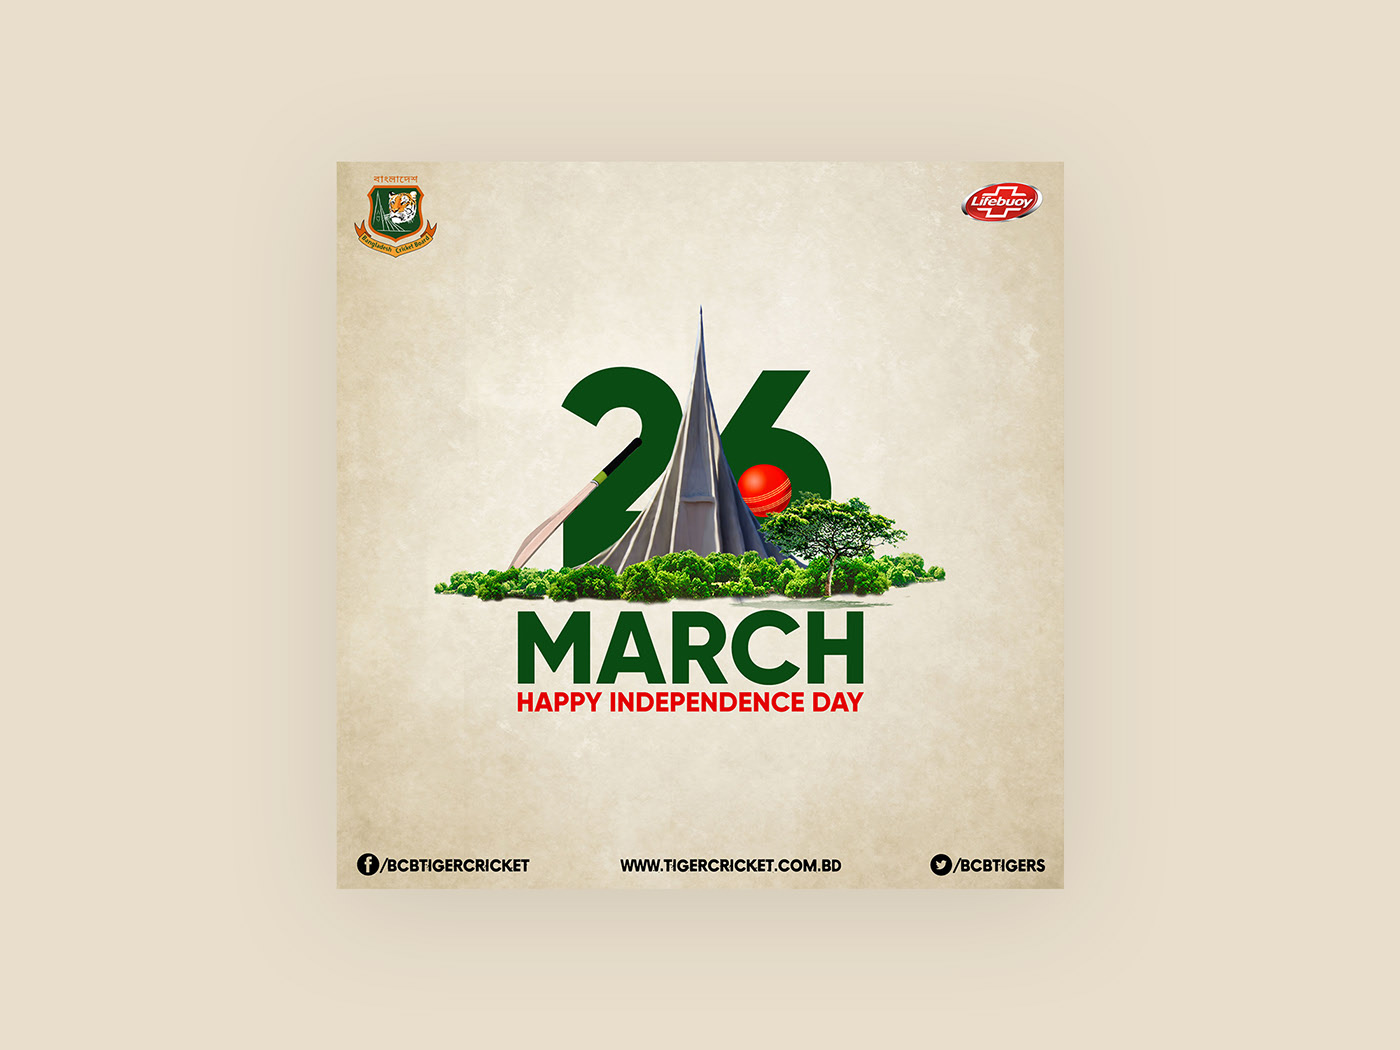 বাংলাদেশ
Bangladesh Cricket Board
Lifebuoy
26
MARCH
HAPPY INDEPENDENCE DAY
/BCBTIGERCRICKET
WWW.TIGERCRICKET.COM.BD
/BCBTIGERS